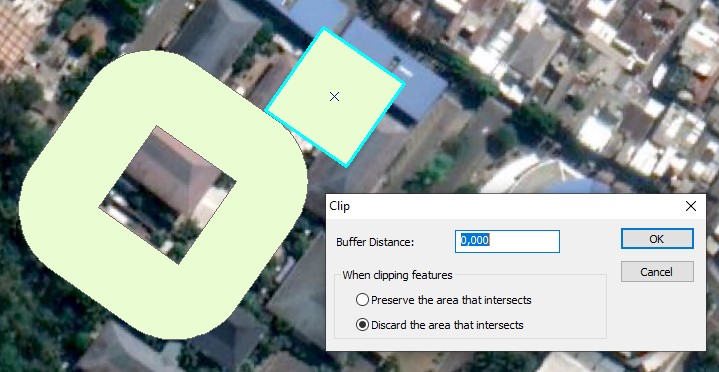 Clip
Buffer Distance:
0,000
OK
Cancel
When clipping features
Preserve the area that intersects
Discard the area that intersects